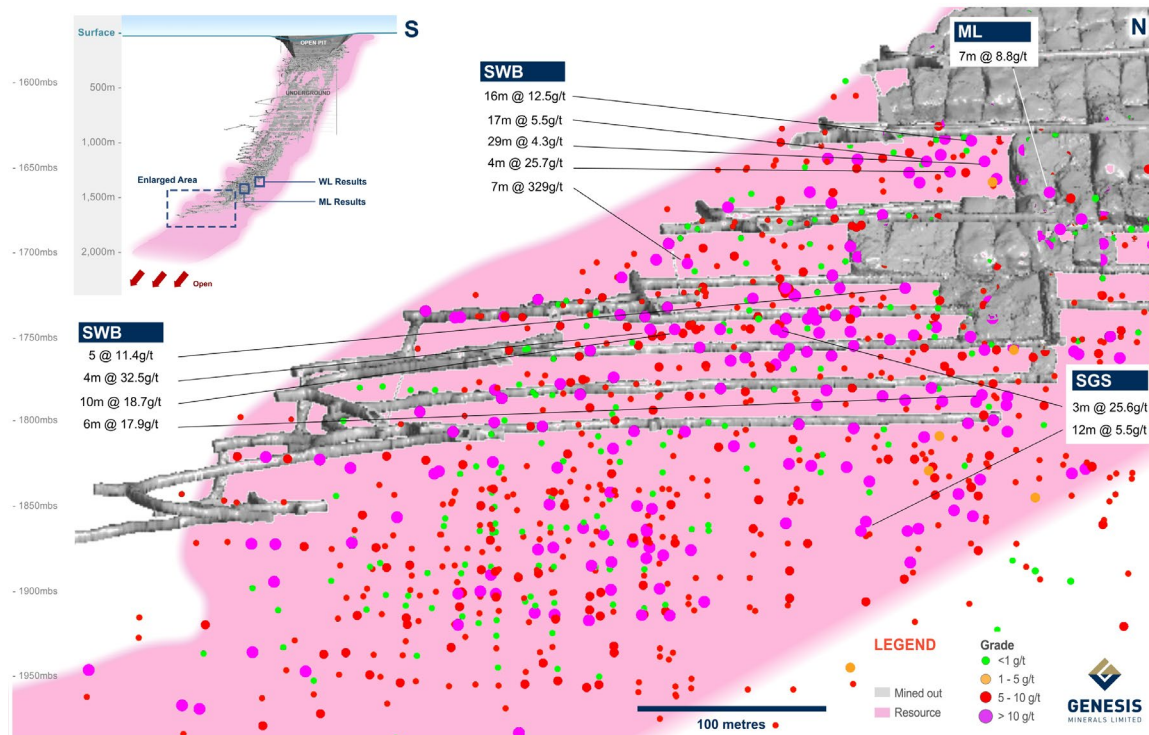 S
N
Surface -
OPEN PIT
UNDERGROUND
500m -
1,000m -
1,500m -
2,000m -
Enlarged Area
WL Results
ML Results
Open
- 1600mbs
- 1650mbs
- 1700mbs
- 1750mbs
- 1800mbs
- 1850mbs
- 1900mbs
- 1950mbs
SWB
16m @ 12.5g/t
17m @ 5.5g/t
29m @ 4.3g/t
4m @ 25.7g/t
7m @ 329g/t
ML
7m @ 8.8g/t
SWB
5 @ 11.4g/t
4m @ 32.5g/t
10m @ 18.7g/t
6m @ 17.9g/t
SGS
3m @ 25.6g/t
12m @ 5.5g/t
LEGEND
Mined out
Resource
Grade
<1 g/t
1 - 5 g/t
5 - 10 g/t
> 10 g/t
100 metres
GENESIS
MINERALS LIMITED